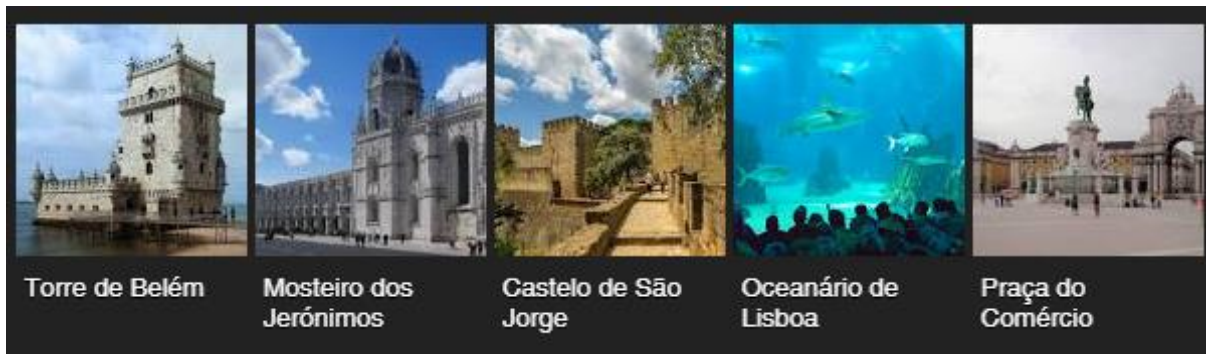 Torre de Belém
Mosteiro dos
Jerónimos
Castelo de São
Jorge
Oceanário de
Lisboa
Praça do
Comércio